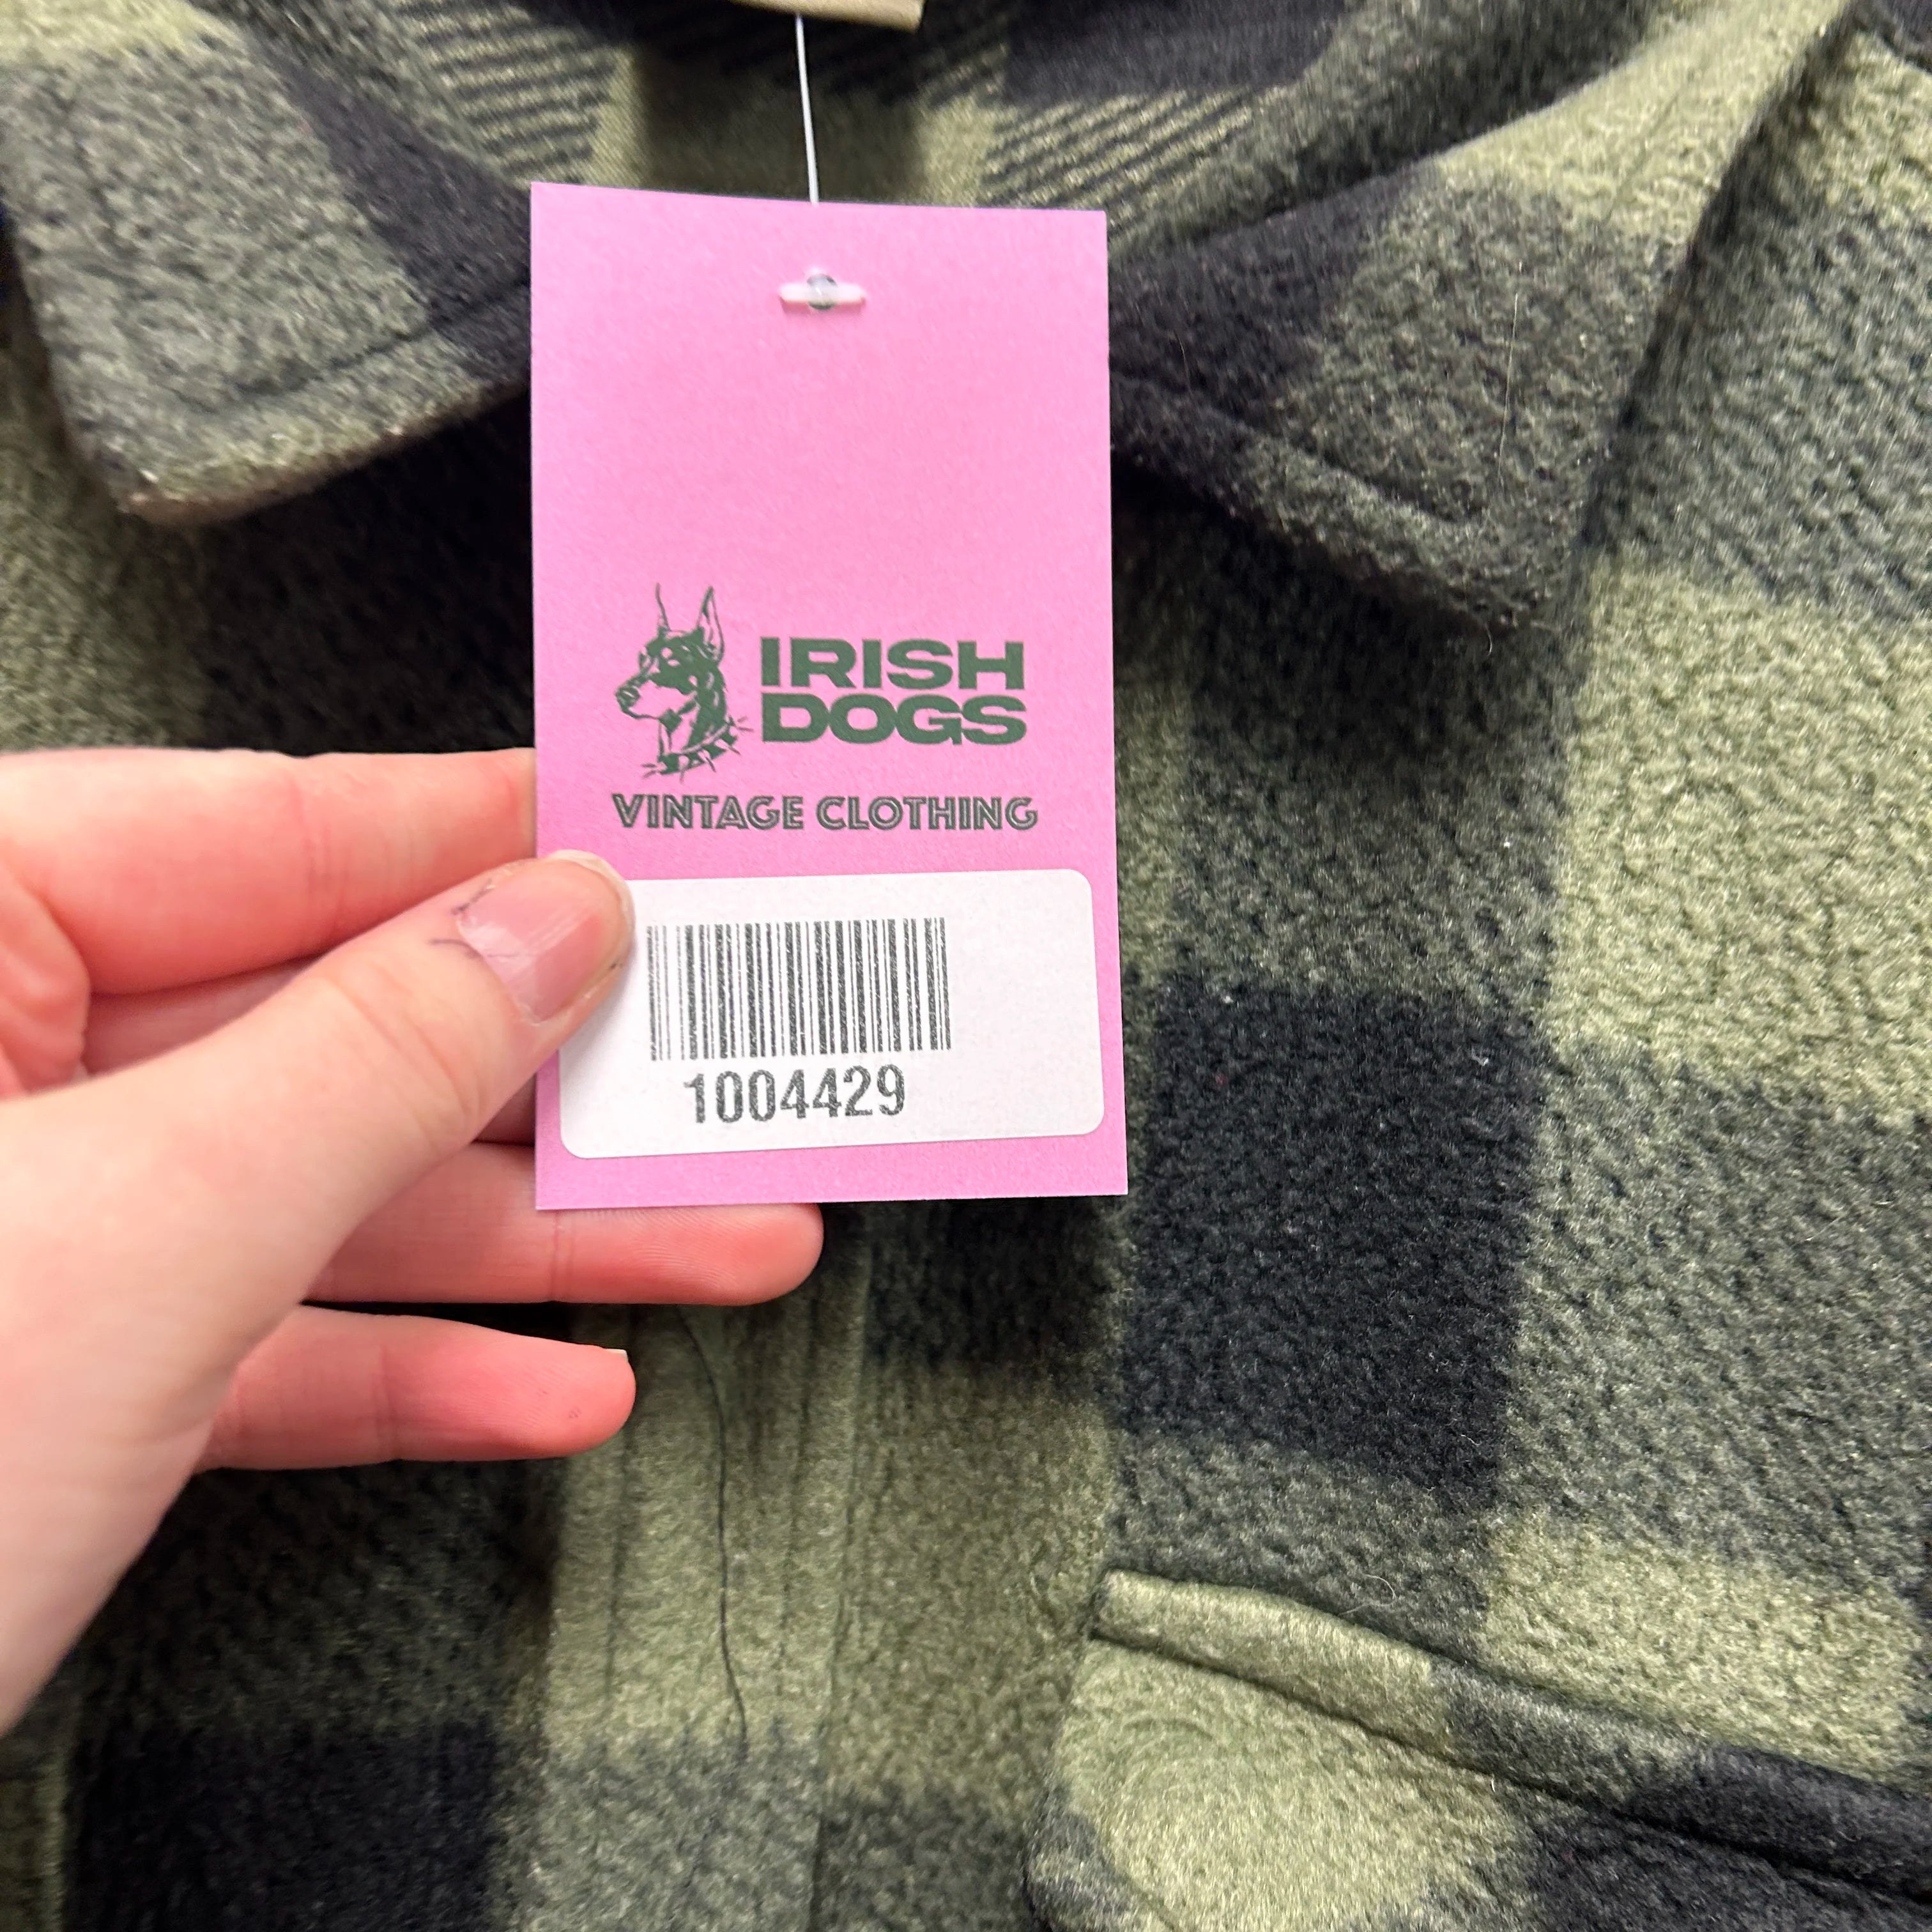 IRISH
DOGS
VINTAGE CLOTHING
1004429